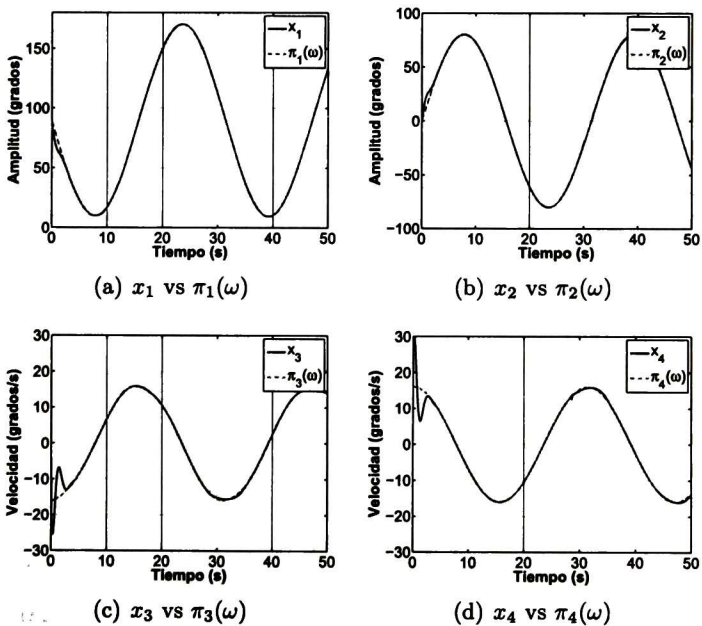 x₁
π₁(ω)
150
100
50
0
Amplitud (grados)
0 10 20 30 40 50
Tiempo (s)
(a) x₁ vs π₁(ω)
x₂
π₂(ω)
100
50
0
−50
−100
Amplitud (grados)
0 10 20 30 40 50
Tiempo (s)
(b) x₂ vs π₂(ω)
x₃
π₃(ω)
30
20
10
0
−10
−20
−30
Velocidad (grados/s)
0 10 20 30 40 50
Tiempo (s)
(c) x₃ vs π₃(ω)
x₄
π₄(ω)
30
20
10
0
−10
−20
−30
Velocidad (grados/s)
0 10 20 30 40 50
Tiempo (s)
(d) x₄ vs π₄(ω)